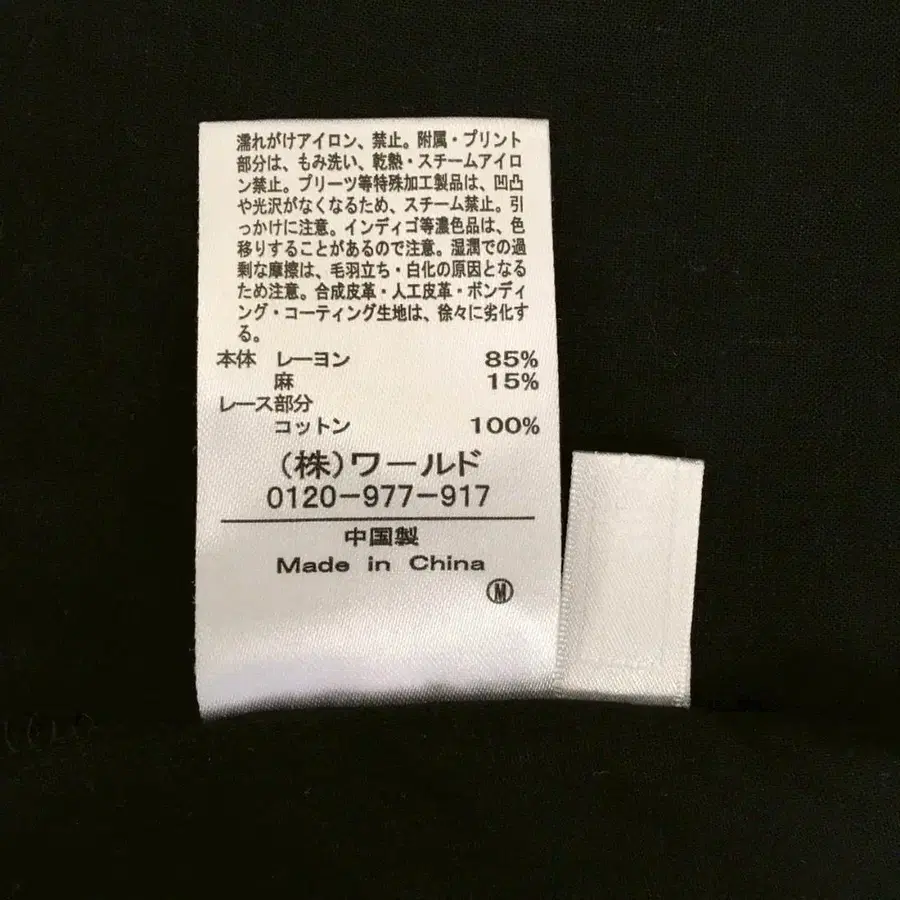 濡れがけアイロン、禁止。附属・プリント
部分は、もみ洗い、乾熱・スチームアイロ
ン禁止。プリーツ等特殊加工製品は、凹凸
や光沢がなくなるため、スチーム禁止。引
っかけに注意。インディゴ等濃色品は、色
移りすることがあるので注意。湿潤での過
剰な摩擦は、毛羽立ち・白化の原因となる
ため注意。合成皮革・人工皮革・ボンディ
ング・コーティング生地は、徐々に劣化す
る。
本体 レーヨン 85%
麻 15%
レース部分
コットン 100%
(株)ワールド
0120-977-917
中国製
Made in China
Ⓜ